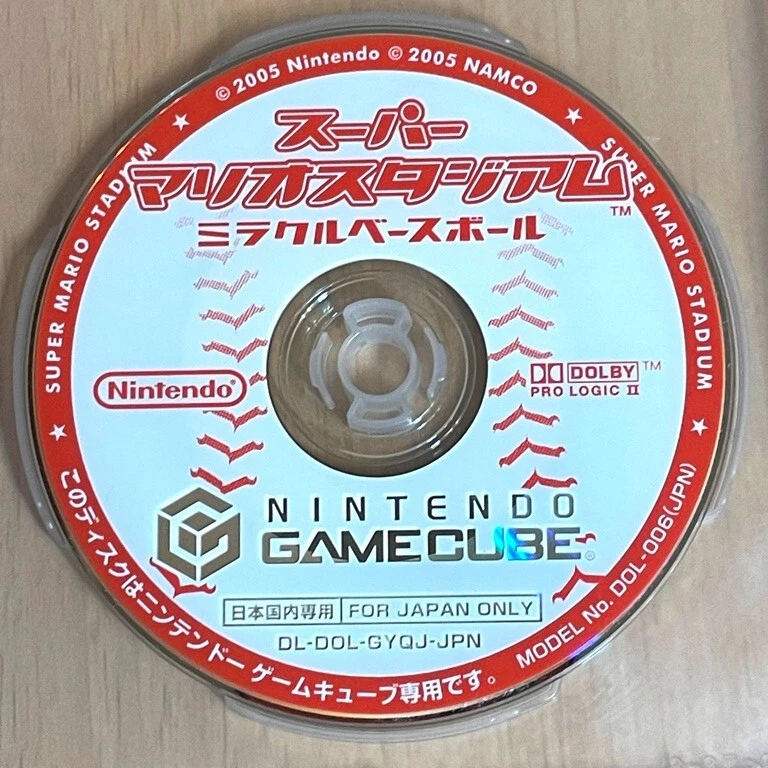 © 2005 Nintendo © 2005 NAMCO
スーパー
マリオスタジアム™
ミラクルベースボール
SUPER MARIO STADIUM
SUPER MARIO STADIUM
Nintendo®
DOLBY™
PRO LOGIC II
NINTENDO
GAMECUBE®
日本国内専用 FOR JAPAN ONLY
DL-DOL-GYQJ-JPN
このディスクはニンテンドーゲームキューブ専用です。
MODEL No. DOL-006(JPN)